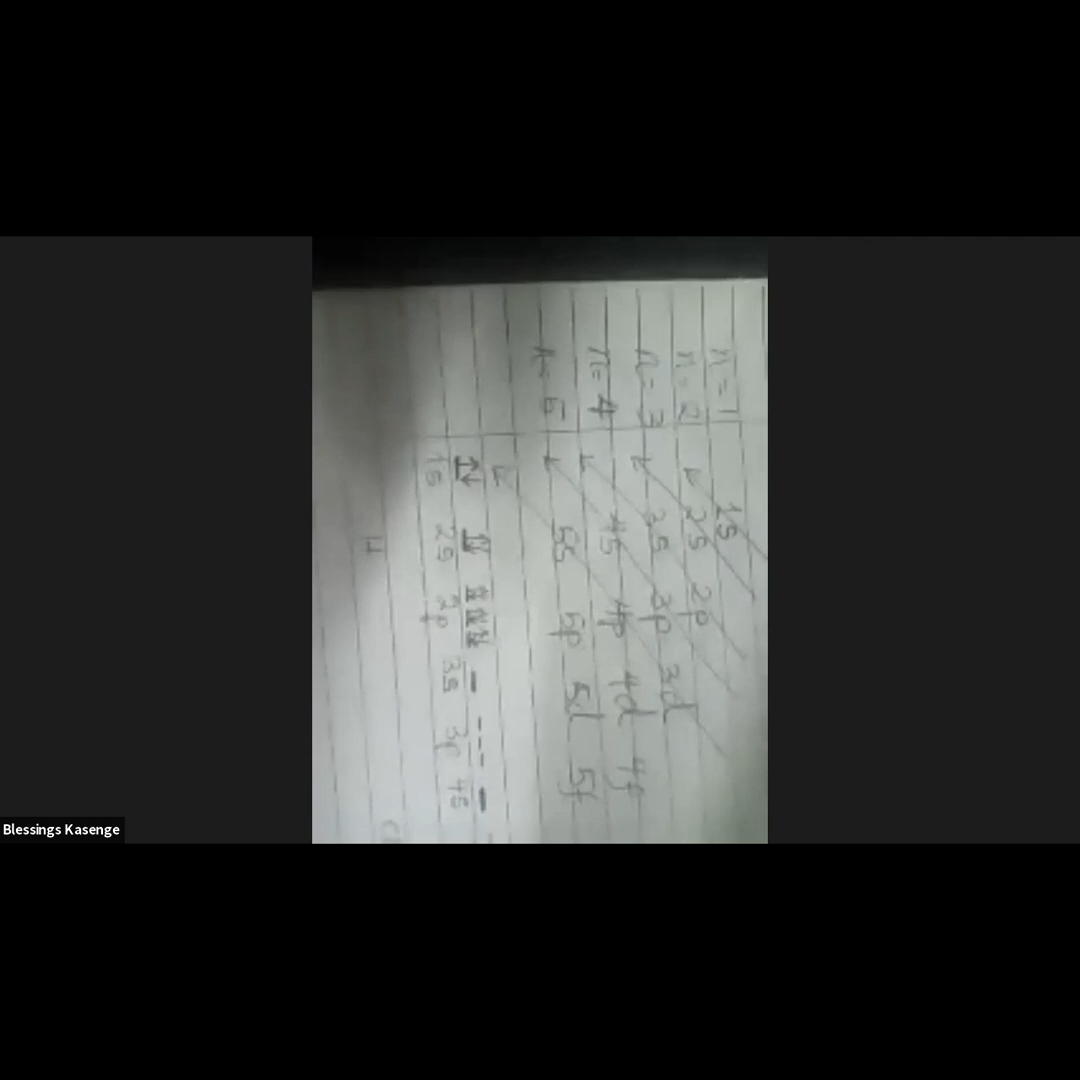 n = 1 1s
n = 2 2s 2p
n = 3 3s 3p 3d
n = 4 4s 4p 4d 4f
n = 5 5s 5p 5d 5f
1s 2s 2p 3s 3p 4s
Blessings Kasenge